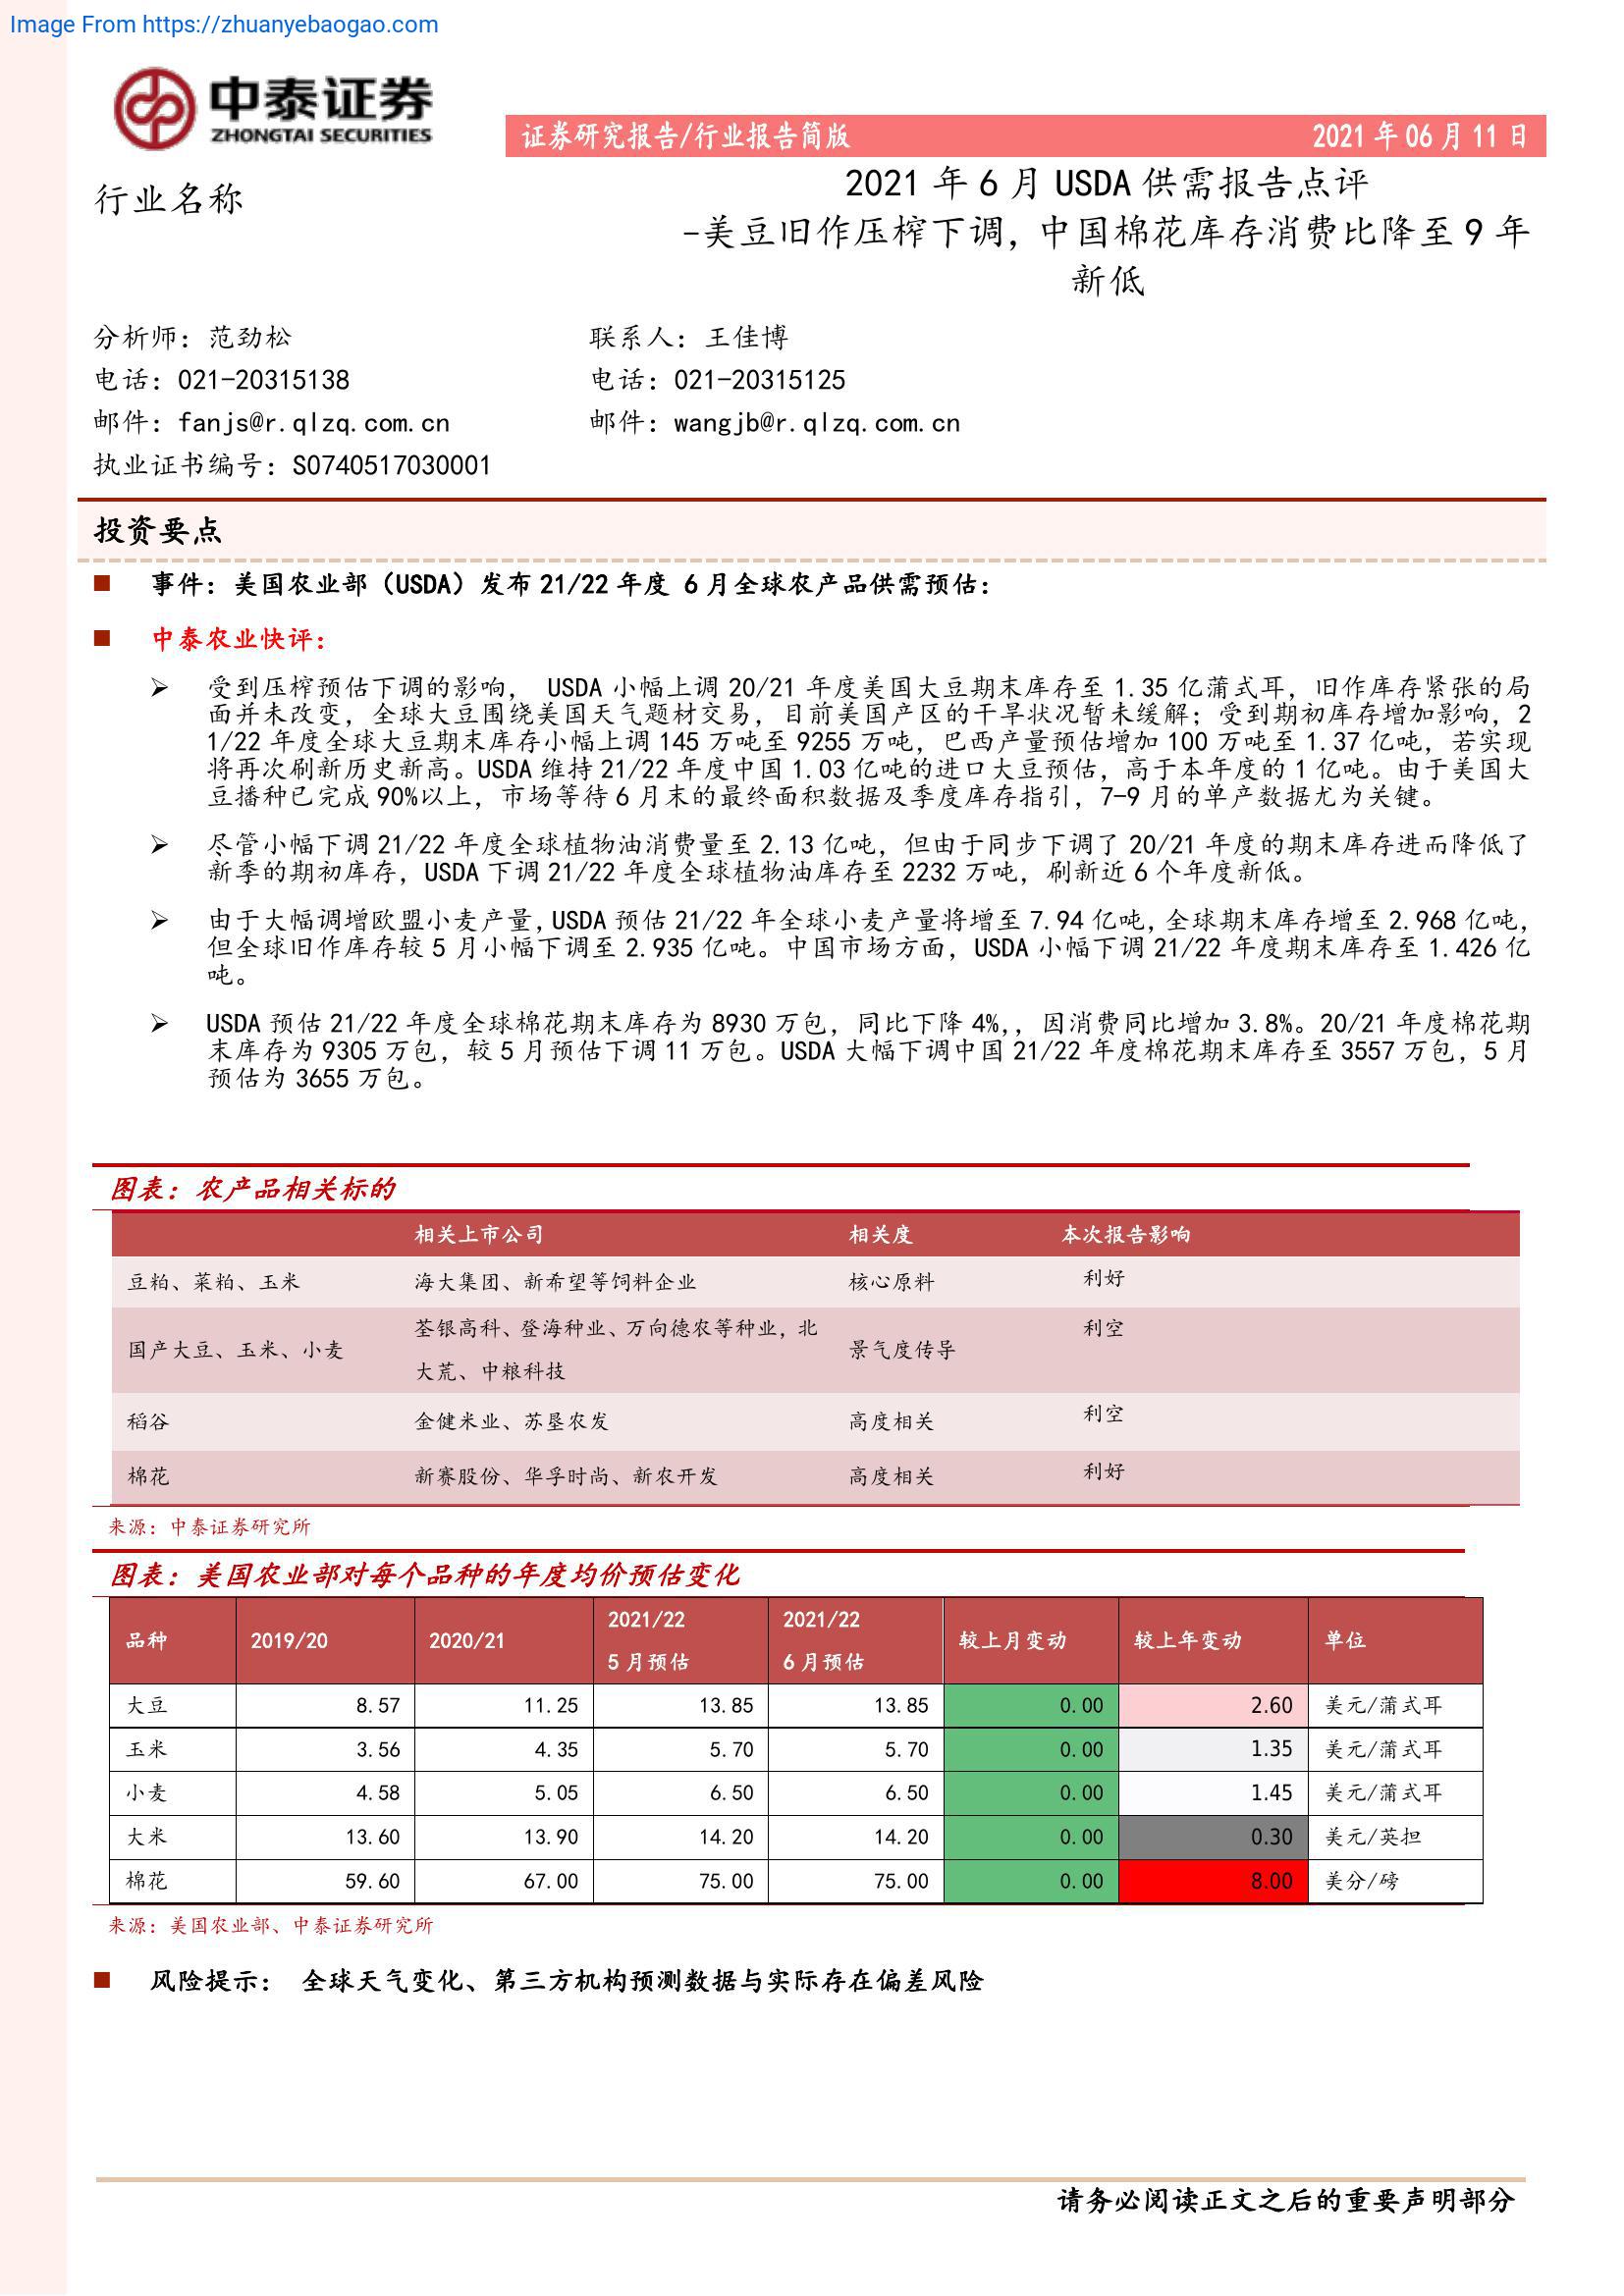 Image From https://zhuanyebaogao.com
中泰证券
ZHONGTAI SECURITIES
证券研究报告/行业报告简版 2021年06月11日
行业名称
2021 年 6 月 USDA 供需报告点评
-美豆旧作压榨下调，中国棉花库存消费比降至 9 年
新低
分析师：范劲松 联系人：王佳博
电话：021-20315138 电话：021-20315125
邮件：fanjs@r.qlzq.com.cn 邮件：wangjb@r.qlzq.com.cn
执业证书编号：S0740517030001
投资要点
■ 事件：美国农业部（USDA）发布 21/22 年度 6 月全球农产品供需预估：
■ 中泰农业快评：
➢ 受到压榨预估下调的影响， USDA 小幅上调 20/21 年度美国大豆期末库存至 1.35 亿蒲式耳，旧作库存紧张的局
面并未改变，全球大豆围绕美国天气题材交易，目前美国产区的干旱状况暂未缓解；受到期初库存增加影响，2
1/22 年度全球大豆期末库存小幅上调 145 万吨至 9255 万吨，巴西产量预估增加 100 万吨至 1.37 亿吨，若实现
将再次刷新历史新高。USDA 维持 21/22 年度中国 1.03 亿吨的进口大豆预估，高于本年度的 1 亿吨。由于美国大
豆播种已完成 90%以上，市场等待 6 月末的最终面积数据及季度库存指引，7-9 月的单产数据尤为关键。
➢ 尽管小幅下调 21/22 年度全球植物油消费量至 2.13 亿吨，但由于同步下调了 20/21 年度的期末库存进而降低了
新季的期初库存，USDA 下调 21/22 年度全球植物油库存至 2232 万吨，刷新近 6 个年度新低。
➢ 由于大幅调增欧盟小麦产量，USDA 预估 21/22 年全球小麦产量将增至 7.94 亿吨，全球期末库存增至 2.968 亿吨，
但全球旧作库存较 5 月小幅下调至 2.935 亿吨。中国市场方面，USDA 小幅下调 21/22 年度期末库存至 1.426 亿
吨。
➢ USDA 预估 21/22 年度全球棉花期末库存为 8930 万包，同比下降 4%,，因消费同比增加 3.8%。20/21 年度棉花期
末库存为 9305 万包，较 5 月预估下调 11 万包。USDA 大幅下调中国 21/22 年度棉花期末库存至 3557 万包，5 月
预估为 3655 万包。
图表：农产品相关标的
相关上市公司 相关度 本次报告影响
豆粕、菜粕、玉米 海大集团、新希望等饲料企业 核心原料 利好
国产大豆、玉米、小麦 荃银高科、登海种业、万向德农等种业，北 景气度传导 利空
大荒、中粮科技
稻谷 金健米业、苏垦农发 高度相关 利空
棉花 新赛股份、华孚时尚、新农开发 高度相关 利好
来源：中泰证券研究所
图表：美国农业部对每个品种的年度均价预估变化
品种 2019/20 2020/21 2021/22 2021/22 较上月变动 较上年变动 单位
5 月预估 6 月预估
大豆 8.57 11.25 13.85 13.85 0.00 2.60 美元/蒲式耳
玉米 3.56 4.35 5.70 5.70 0.00 1.35 美元/蒲式耳
小麦 4.58 5.05 6.50 6.50 0.00 1.45 美元/蒲式耳
大米 13.60 13.90 14.20 14.20 0.00 0.30 美元/英担
棉花 59.60 67.00 75.00 75.00 0.00 8.00 美分/磅
来源：美国农业部、中泰证券研究所
■ 风险提示： 全球天气变化、第三方机构预测数据与实际存在偏差风险
请务必阅读正文之后的重要声明部分